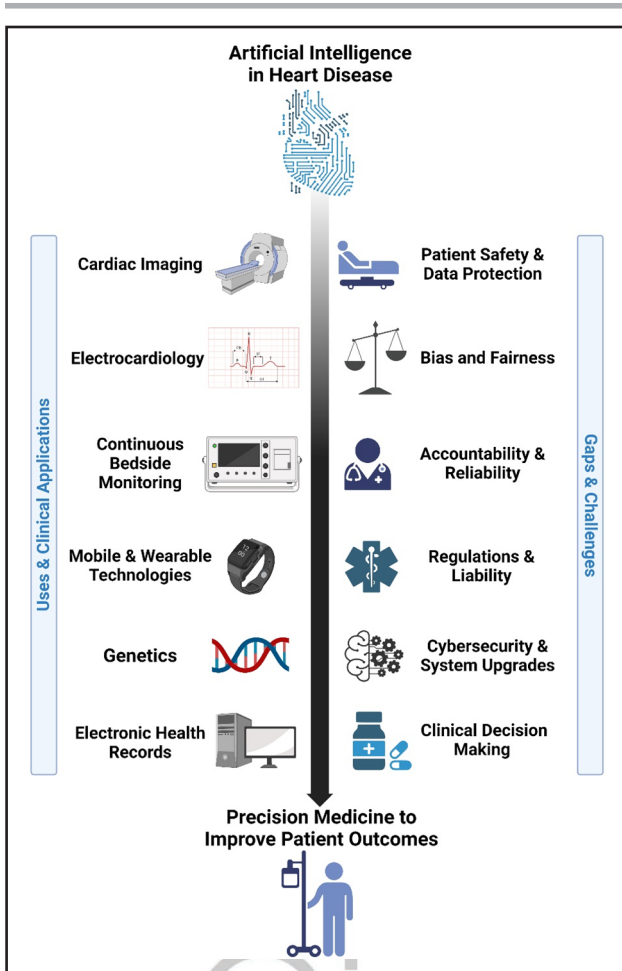 Artificial Intelligence
in Heart Disease
Uses & Clinical Applications
Cardiac Imaging
Electrocardiology
Continuous
Bedside
Monitoring
Mobile & Wearable
Technologies
Genetics
Electronic Health
Records
Patient Safety &
Data Protection
Bias and Fairness
Accountability &
Reliability
Regulations &
Liability
Cybersecurity &
System Upgrades
Clinical Decision
Making
Gaps & Challenges
Precision Medicine to
Improve Patient Outcomes